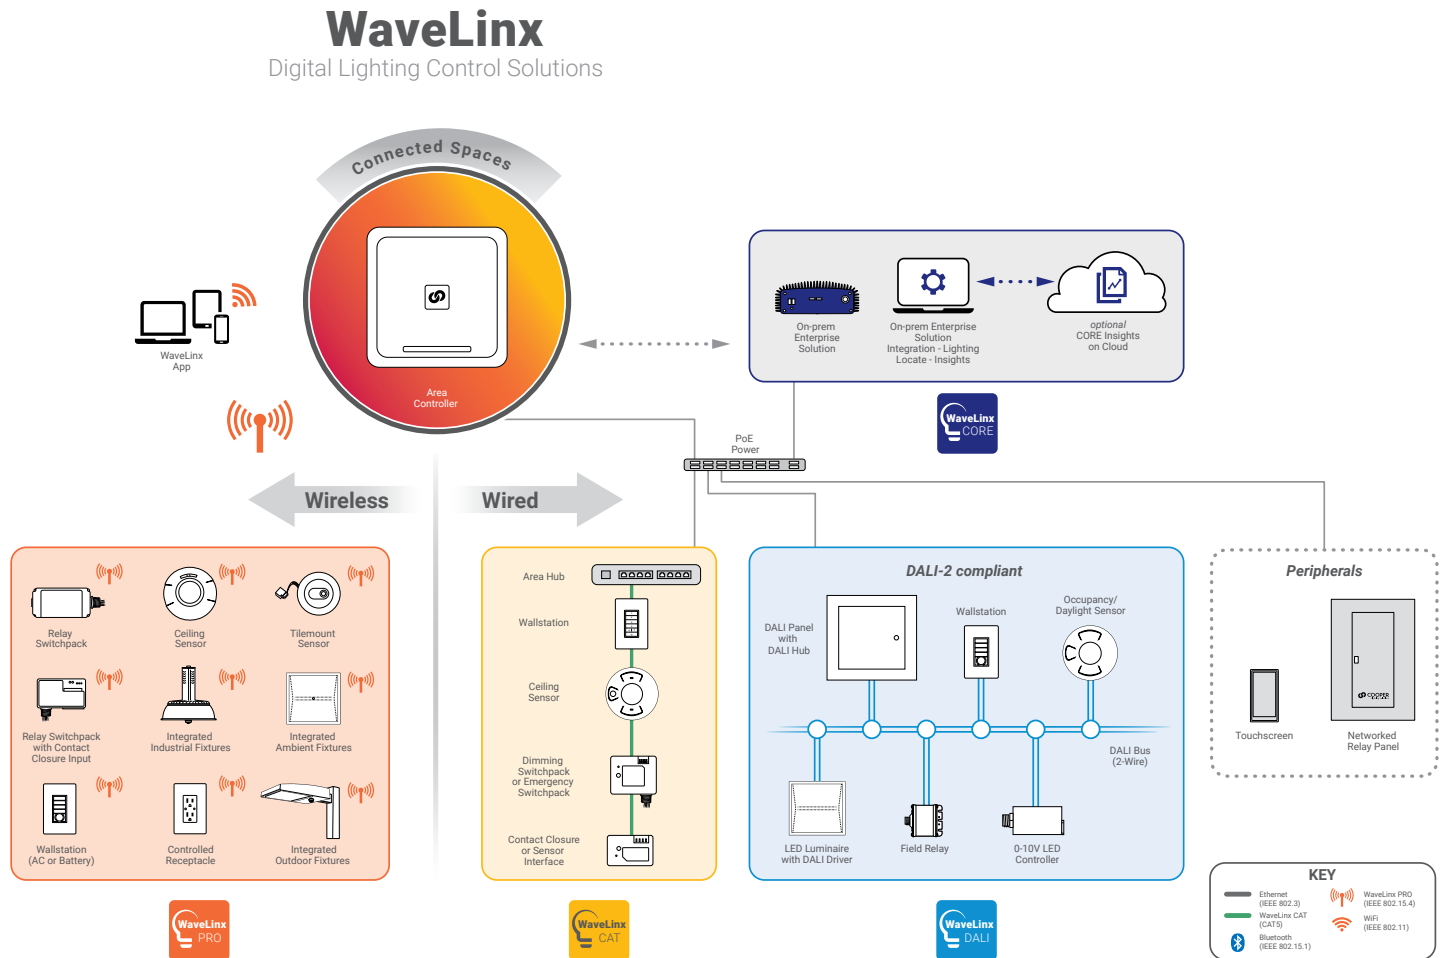 WaveLinx
Digital Lighting Control Solutions
Connected Spaces
WaveLinx
App
Area
Controller
On-prem
Enterprise
Solution
On-prem Enterprise
Solution
Integration - Lighting
Locate - Insights
optional
CORE Insights
on Cloud
WaveLinx
CORE
PoE
Power
Wireless
Wired
Relay
Switchpack
Ceiling
Sensor
Tilemount
Sensor
Relay Switchpack
with Contact
Closure Input
Integrated
Industrial Fixtures
Integrated
Ambient Fixtures
Wallstation
(AC or Battery)
Controlled
Receptacle
Integrated
Outdoor Fixtures
WaveLinx
PRO
Area Hub
Wallstation
Ceiling
Sensor
Dimming
Switchpack
or Emergency
Switchpack
Contact Closure
or Sensor
Interface
WaveLinx
CAT
DALI-2 compliant
DALI Panel
with
DALI Hub
Wallstation
Occupancy/
Daylight Sensor
DALI Bus
(2-Wire)
LED Luminaire
with DALI Driver
Field Relay
0-10V LED
Controller
WaveLinx
DALI
Peripherals
COOPER
Touchscreen
Networked
Relay Panel
KEY
Ethernet
(IEEE 802.3)
WaveLinx CAT
(CAT5)
Bluetooth
(IEEE 802.15.1)
WaveLinx PRO
(IEEE 802.15.4)
WiFi
(IEEE 802.11)